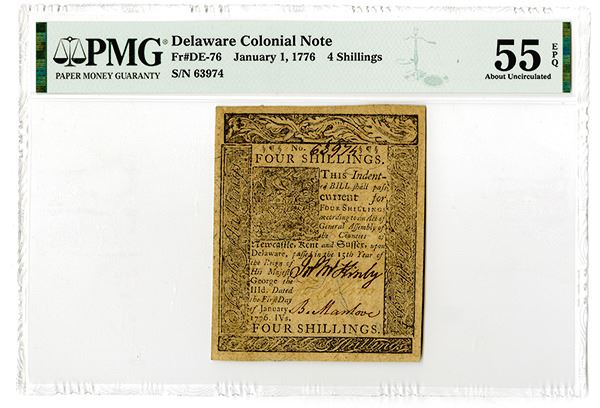 PMG
PAPER MONEY GUARANTY
Delaware Colonial Note
Fr#DE-76 January 1, 1776 4 Shillings
S/N 63974
55 EPQ
About Uncirculated
No. 63974
FOUR SHILLINGS.
THIS Indent-
ed BILL shall pass
current for
FOUR SHILLINGS
according to an Act of
General Assembly of
the Counties of
Newcastle, Kent and Sussex, upon
Delaware, passed in the 15th Year of
the Reign of
His Majesty
George the
IIId. Dated
the First Day
of January
1776. IVs.
B. Manlove
FOUR SHILLINGS.